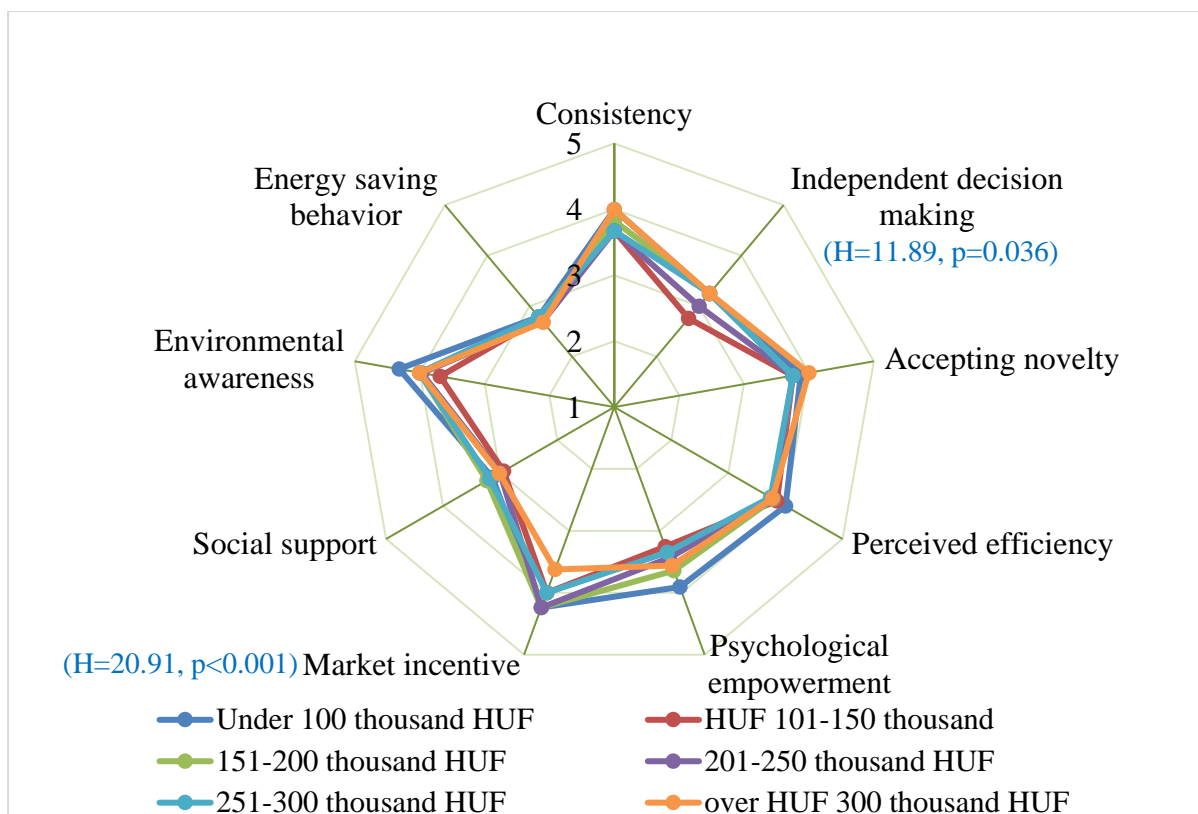 Consistency
5
Energy saving
behavior
Independent decision
making
(H=11.89, p=0.036)
4
3
Environmental
awareness
2
Accepting novelty
1
Social support
Perceived efficiency
(H=20.91, p<0.001) Market incentive
Psychological
empowerment
Under 100 thousand HUF
HUF 101-150 thousand
151-200 thousand HUF
201-250 thousand HUF
251-300 thousand HUF
over HUF 300 thousand HUF